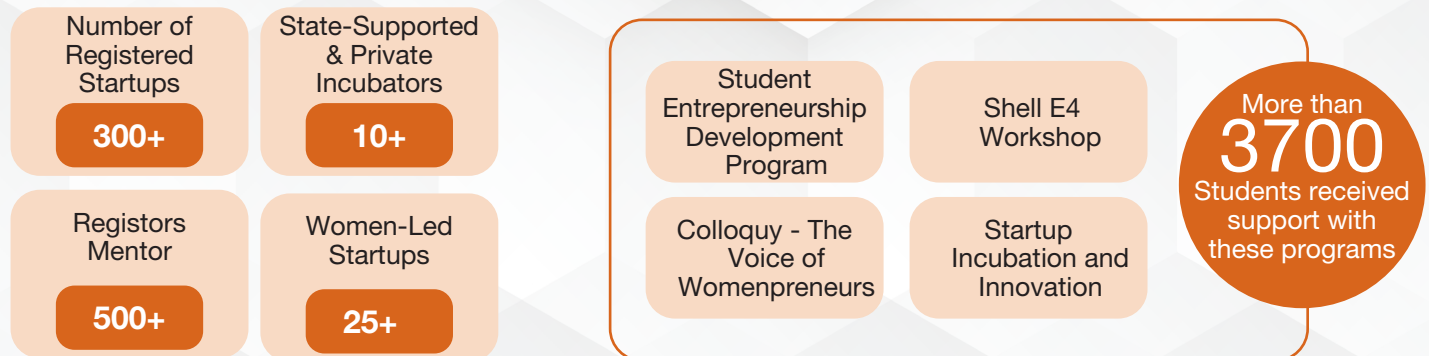 Number of
Registered
Startups
300+
State-Supported
& Private
Incubators
10+
Registors
Mentor
500+
Women-Led
Startups
25+
Student
Entrepreneurship
Development
Program
Shell E4
Workshop
Colloquy - The
Voice of
Womenpreneurs
Startup
Incubation and
Innovation
More than
3700
Students received
support with
these programs